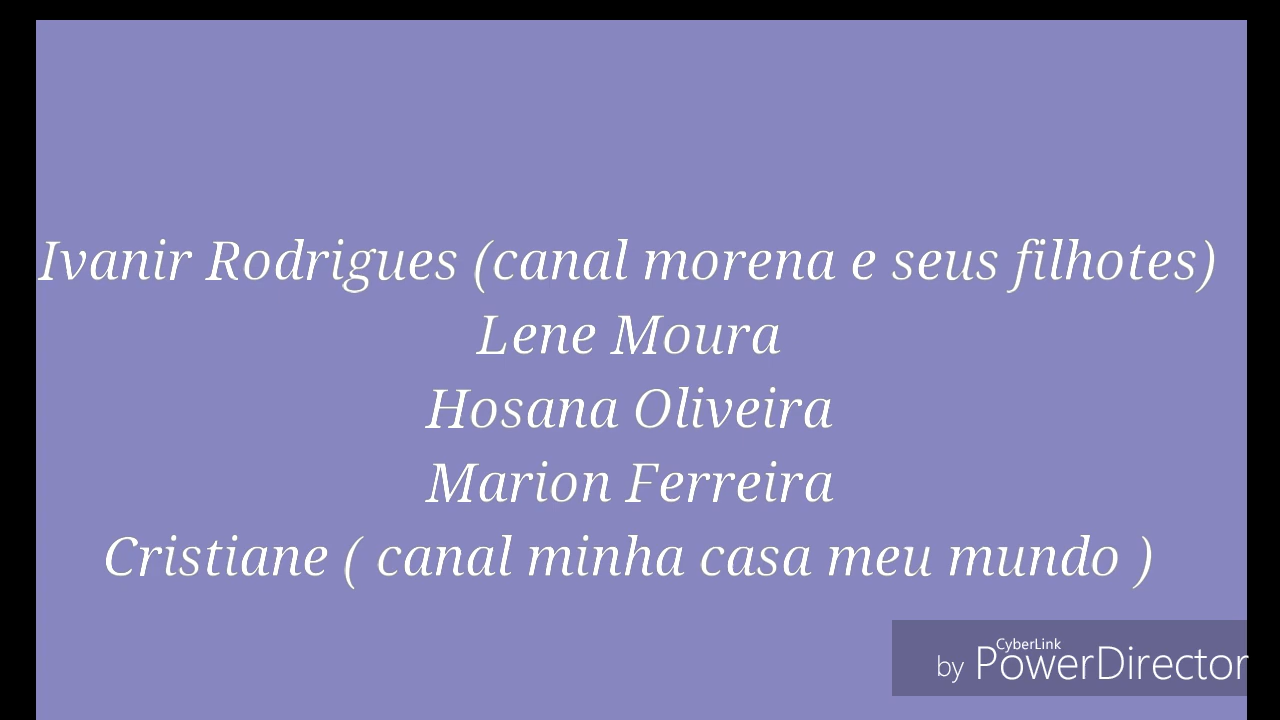 Ivanir Rodrigues (canal morena e seus filhotes)
Lene Moura
Hosana Oliveira
Marion Ferreira
Cristiane ( canal minha casa meu mundo )
CyberLink
by PowerDirector